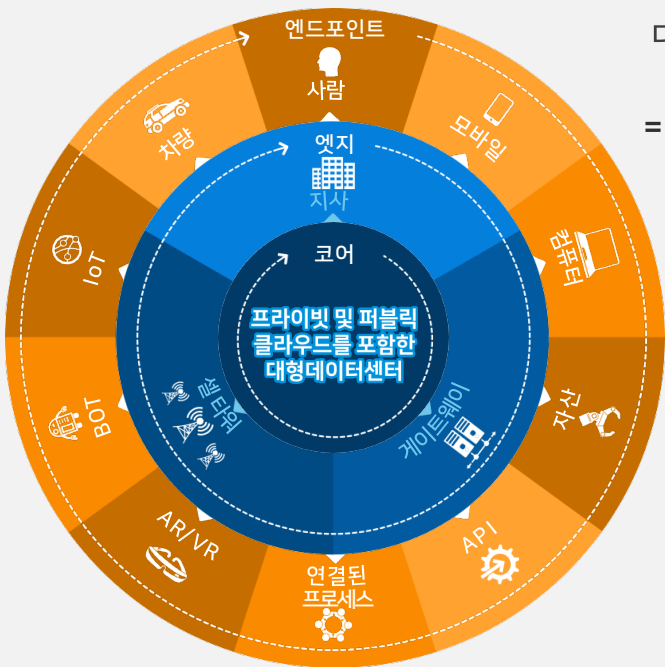 엔드포인트
사람
모바일
컴퓨터
자산
API
연결된
프로세스
AR/VR
BOT
IoT
차량
엣지
지사
게이트웨이
셀 타워
코어
프라이빗 및 퍼블릭
클라우드를 포함한
대형데이터센터
=